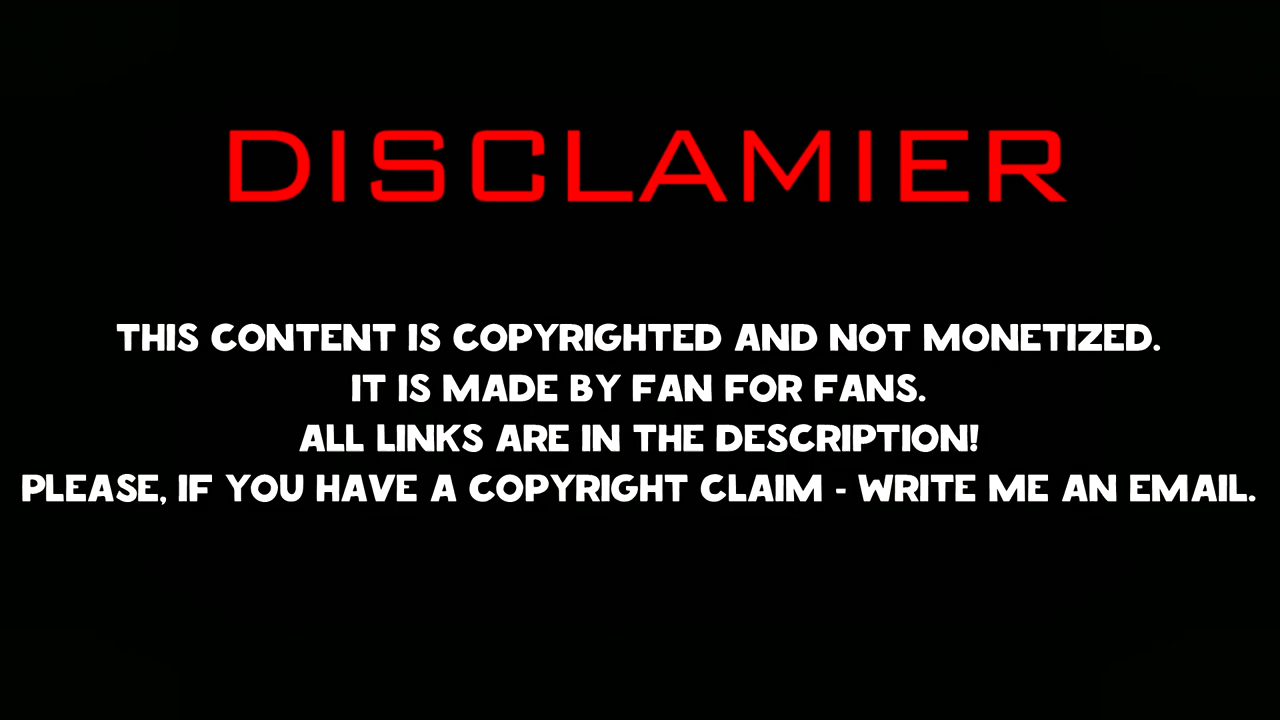 DISCLAMIER
THIS CONTENT IS COPYRIGHTED AND NOT MONETIZED.
IT IS MADE BY FAN FOR FANS.
ALL LINKS ARE IN THE DESCRIPTION!
PLEASE, IF YOU HAVE A COPYRIGHT CLAIM - WRITE ME AN EMAIL.